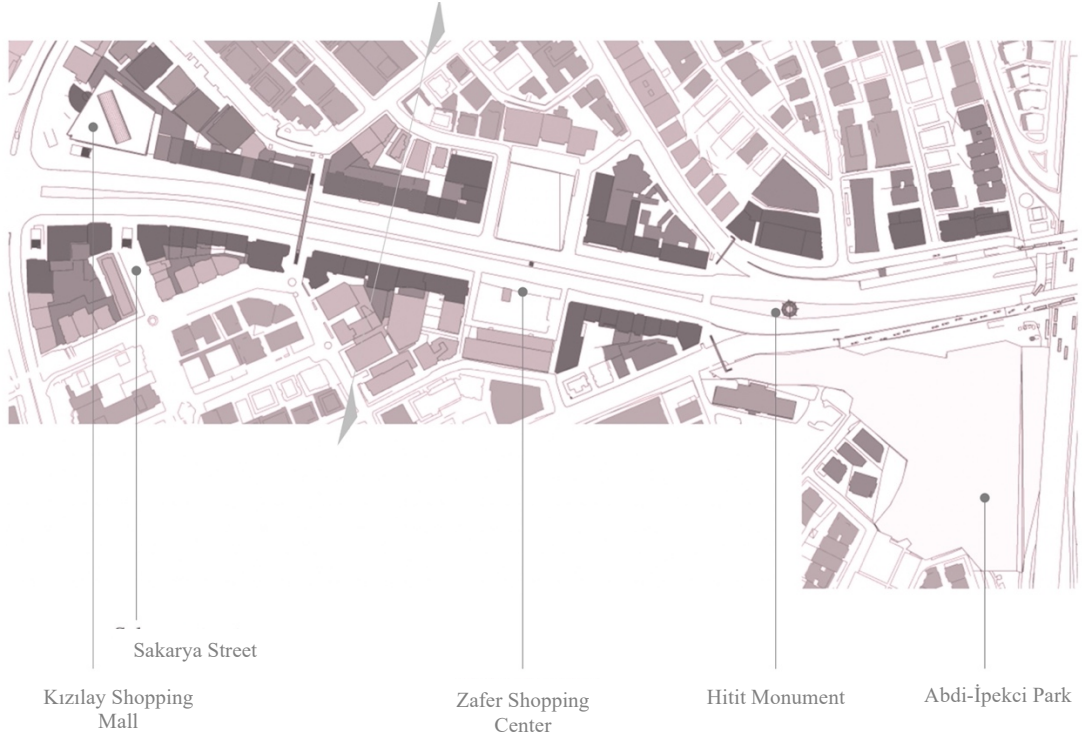 Sakarya Street
Kızılay Shopping
Mall
Zafer Shopping
Center
Hitit Monument
Abdi-İpekci Park